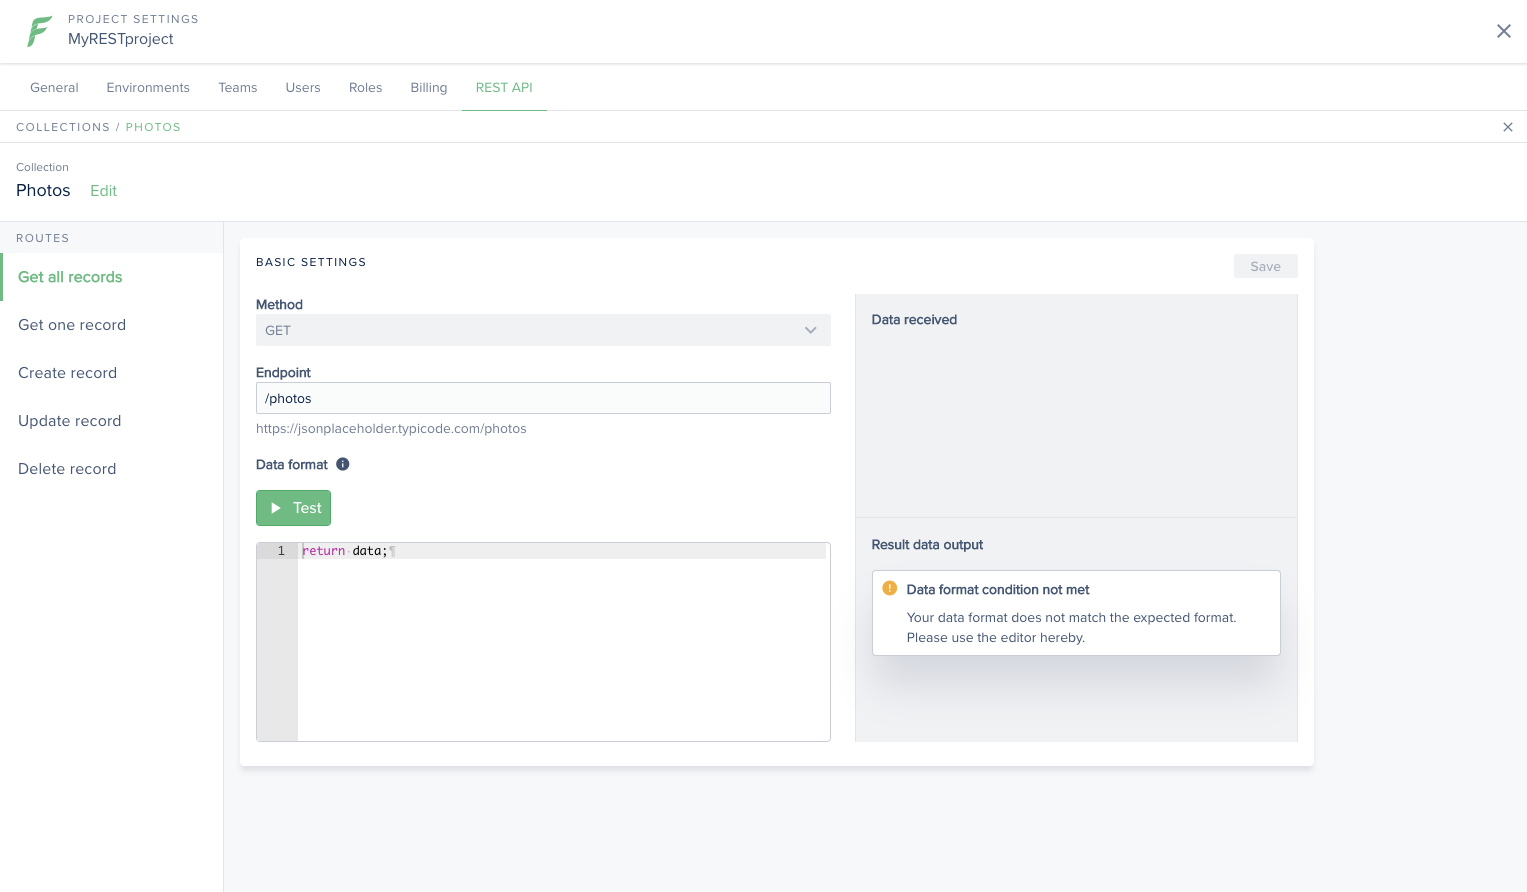 PROJECT SETTINGS
MyRESTproject
General Environments Teams Users Roles Billing REST API
COLLECTIONS / PHOTOS
Collection
Photos Edit
ROUTES
Get all records
Get one record
Create record
Update record
Delete record
BASIC SETTINGS
Save
Method
GET
Endpoint
/photos
https://jsonplaceholder.typicode.com/photos
Data format
Test
1 return·data;¶
Data received
Result data output
Data format condition not met
Your data format does not match the expected format.
Please use the editor hereby.